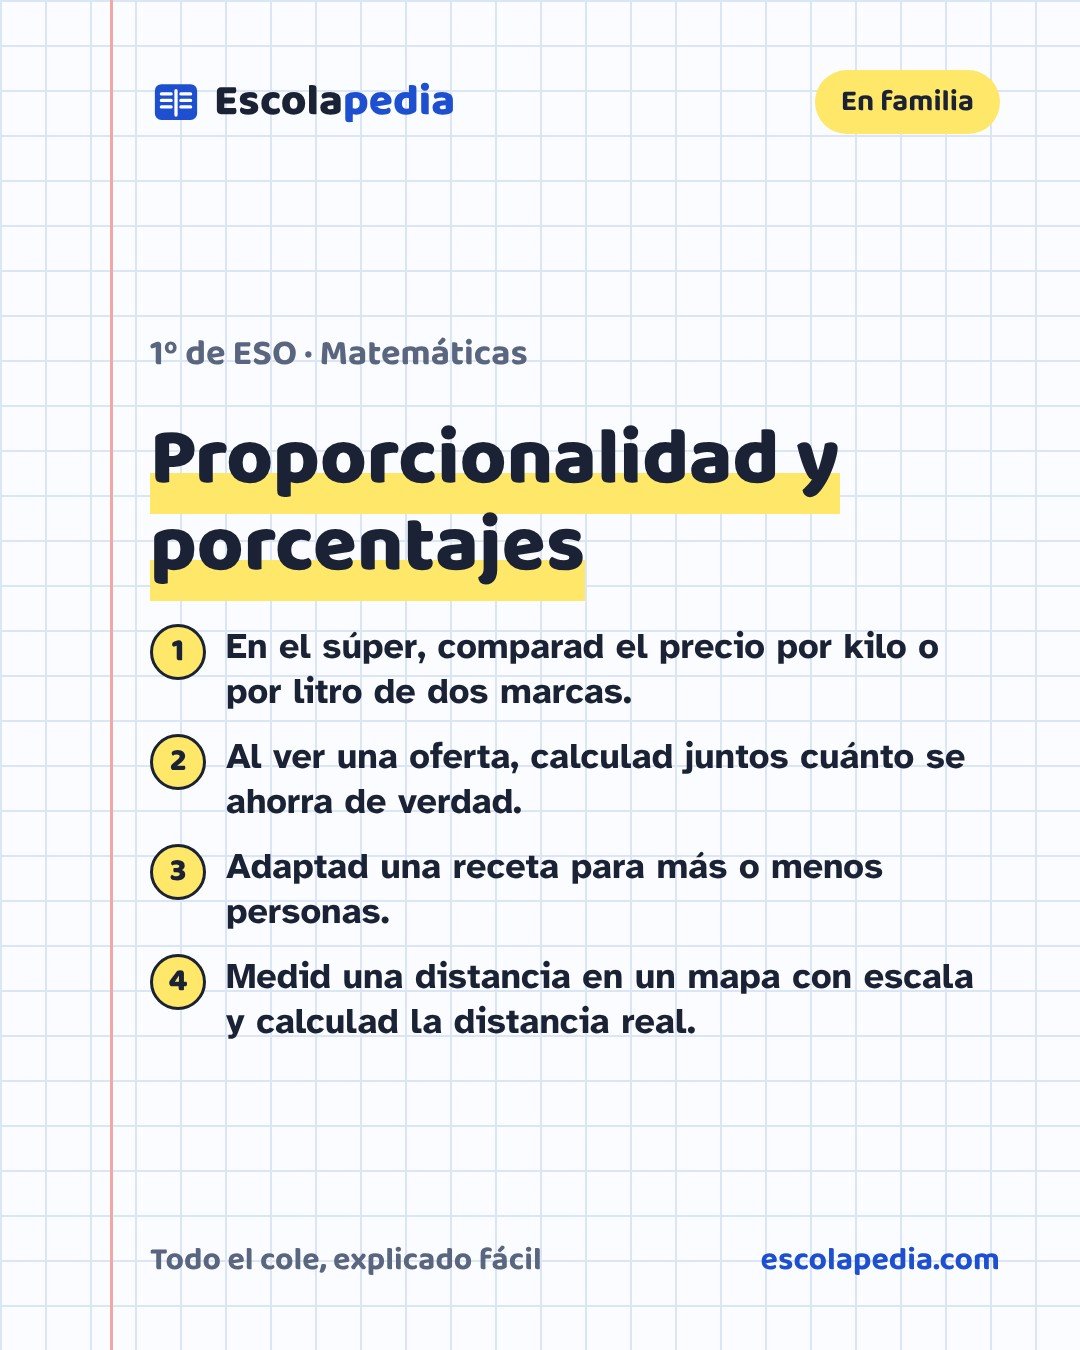 Escolapedia
En familia
1º de ESO · Matemáticas
Proporcionalidad y
porcentajes
1 En el súper, comparad el precio por kilo o
por litro de dos marcas.
2 Al ver una oferta, calculad juntos cuánto se
ahorra de verdad.
3 Adaptad una receta para más o menos
personas.
4 Medid una distancia en un mapa con escala
y calculad la distancia real.
Todo el cole, explicado fácil
escolapedia.com